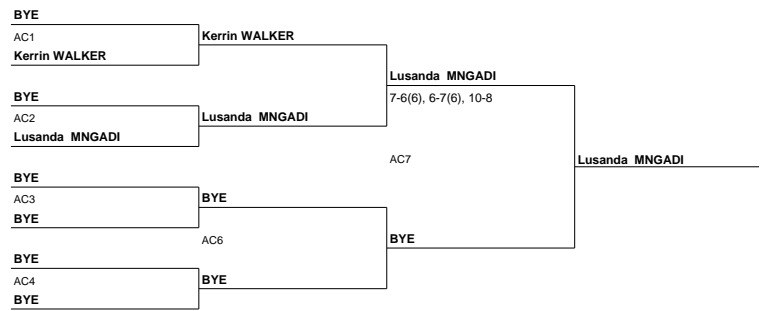 BYE
AC1
Kerrin WALKER
Kerrin WALKER
Lusanda MNGADI
7-6(6), 6-7(6), 10-8
BYE
AC2
Lusanda MNGADI
Lusanda MNGADI
AC7
Lusanda MNGADI
BYE
AC3
BYE
BYE
AC6
BYE
BYE
AC4
BYE
BYE